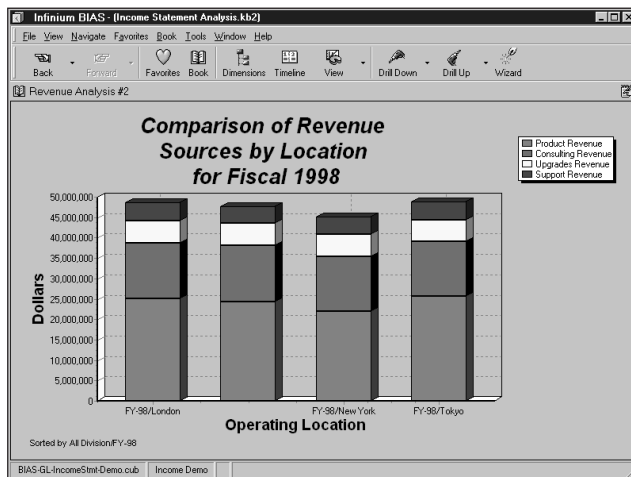 Infinium BIAS - (Income Statement Analysis.kb2)
File View Navigate Favorites Book Tools Window Help
Back Forward Favorites Book Dimensions Timeline View Drill Down Drill Up Wizard
Revenue Analysis #2
Comparison of Revenue
Sources by Location
for Fiscal 1998
Product Revenue
Consulting Revenue
Upgrades Revenue
Support Revenue
50,000,000
45,000,000
40,000,000
35,000,000
30,000,000
25,000,000
20,000,000
15,000,000
10,000,000
5,000,000
0
Dollars
FY-98/London FY-98/New York FY-98/Tokyo
Operating Location
Sorted by All Division/FY-98
BIAS-GL-IncomeStmt-Demo.cub Income Demo